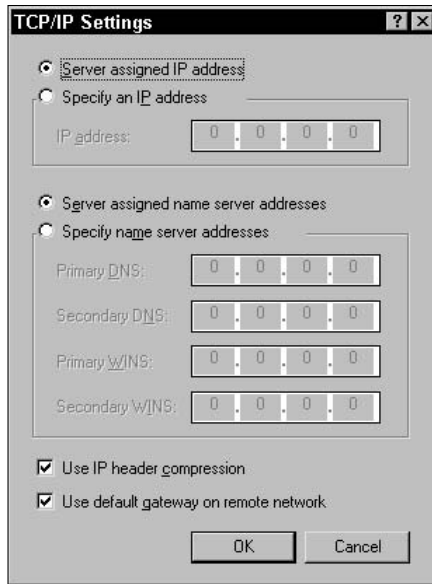 TCP/IP Settings
Server assigned IP address
Specify an IP address
IP address: 0 . 0 . 0 . 0
Server assigned name server addresses
Specify name server addresses
Primary DNS: 0 . 0 . 0 . 0
Secondary DNS: 0 . 0 . 0 . 0
Primary WINS: 0 . 0 . 0 . 0
Secondary WINS: 0 . 0 . 0 . 0
Use IP header compression
Use default gateway on remote network
OK Cancel